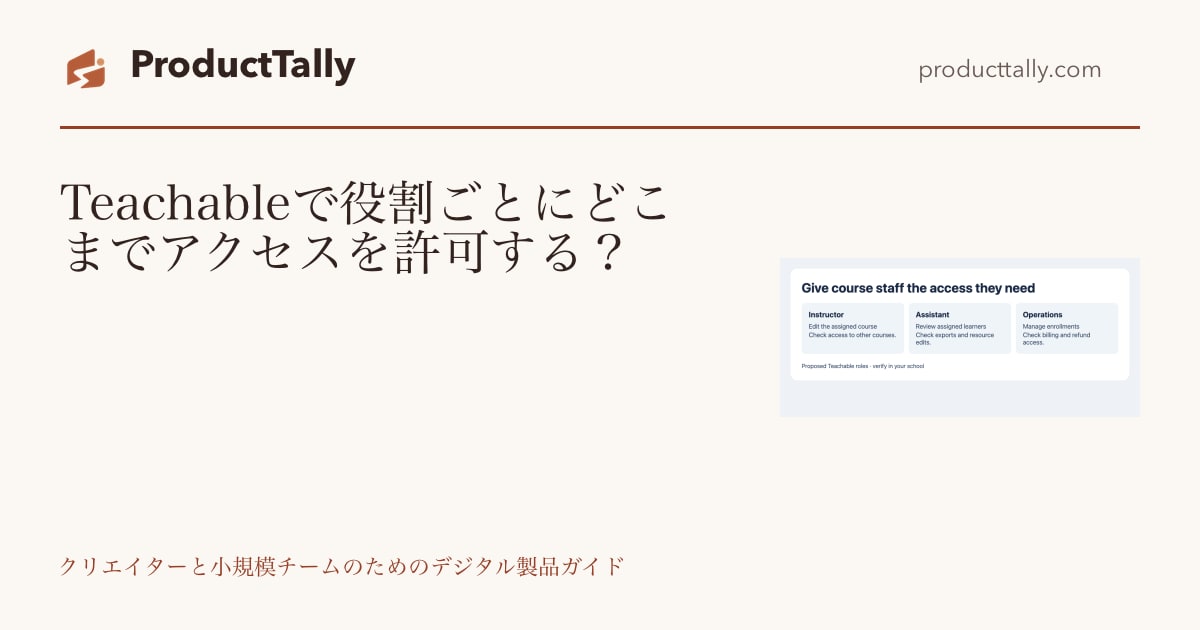 ProductTally
producttally.com
Teachableで役割ごとにどこ
までアクセスを許可する？
Give course staff the access they need
Instructor
Edit the assigned course
Check access to other courses.
Assistant
Review assigned learners
Check exports and resource
edits.
Operations
Manage enrollments
Check billing and refund
access.
Proposed Teachable roles · verify in your school
クリエイターと小規模チームのためのデジタル製品ガイド